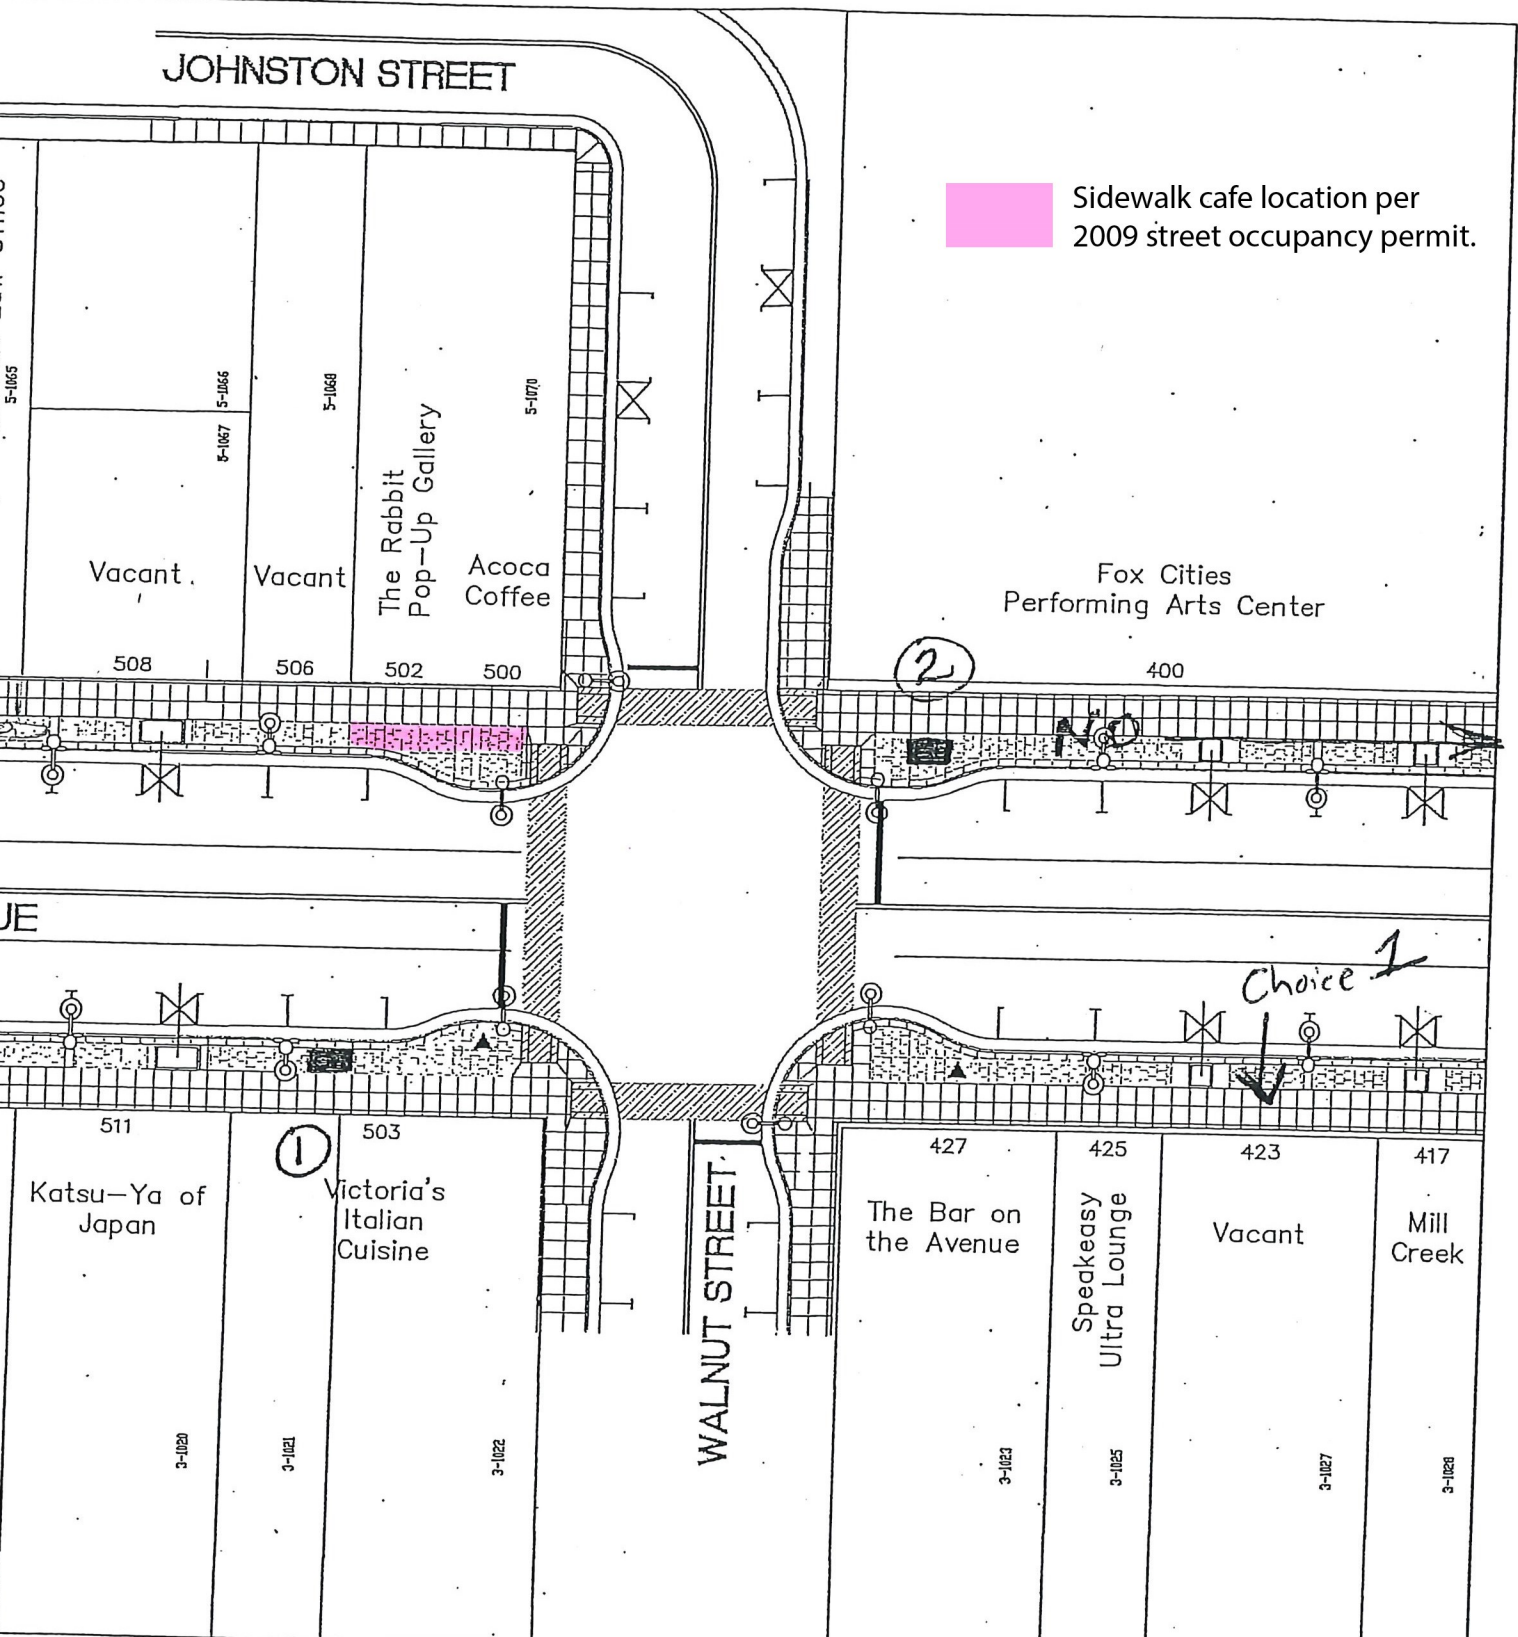 JOHNSTON STREET
Sidewalk cafe location per
2009 street occupancy permit.
5-1065
5-1066
5-1067
5-1068
5-1070
The Rabbit
Pop-Up Gallery
Acoca
Coffee
Vacant
Vacant
Fox Cities
Performing Arts Center
508
506
502
500
2
400
NO
UE
Choice 1
511
1
503
427
425
423
417
Katsu-Ya of
Japan
Victoria's
Italian
Cuisine
WALNUT STREET
The Bar on
the Avenue
Speakeasy
Ultra Lounge
Vacant
Mill
Creek
3-1020
3-1021
3-1022
3-1023
3-1025
3-1027
3-1028